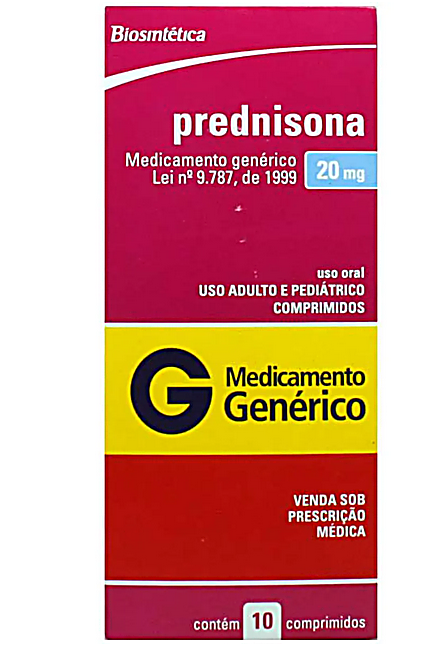 Biosintética
prednisona
Medicamento genérico
Lei nº 9.787, de 1999
20 mg
uso oral
USO ADULTO E PEDIÁTRICO
COMPRIMIDOS
G Medicamento
Genérico
VENDA SOB
PRESCRIÇÃO
MÉDICA
contém 10 comprimidos